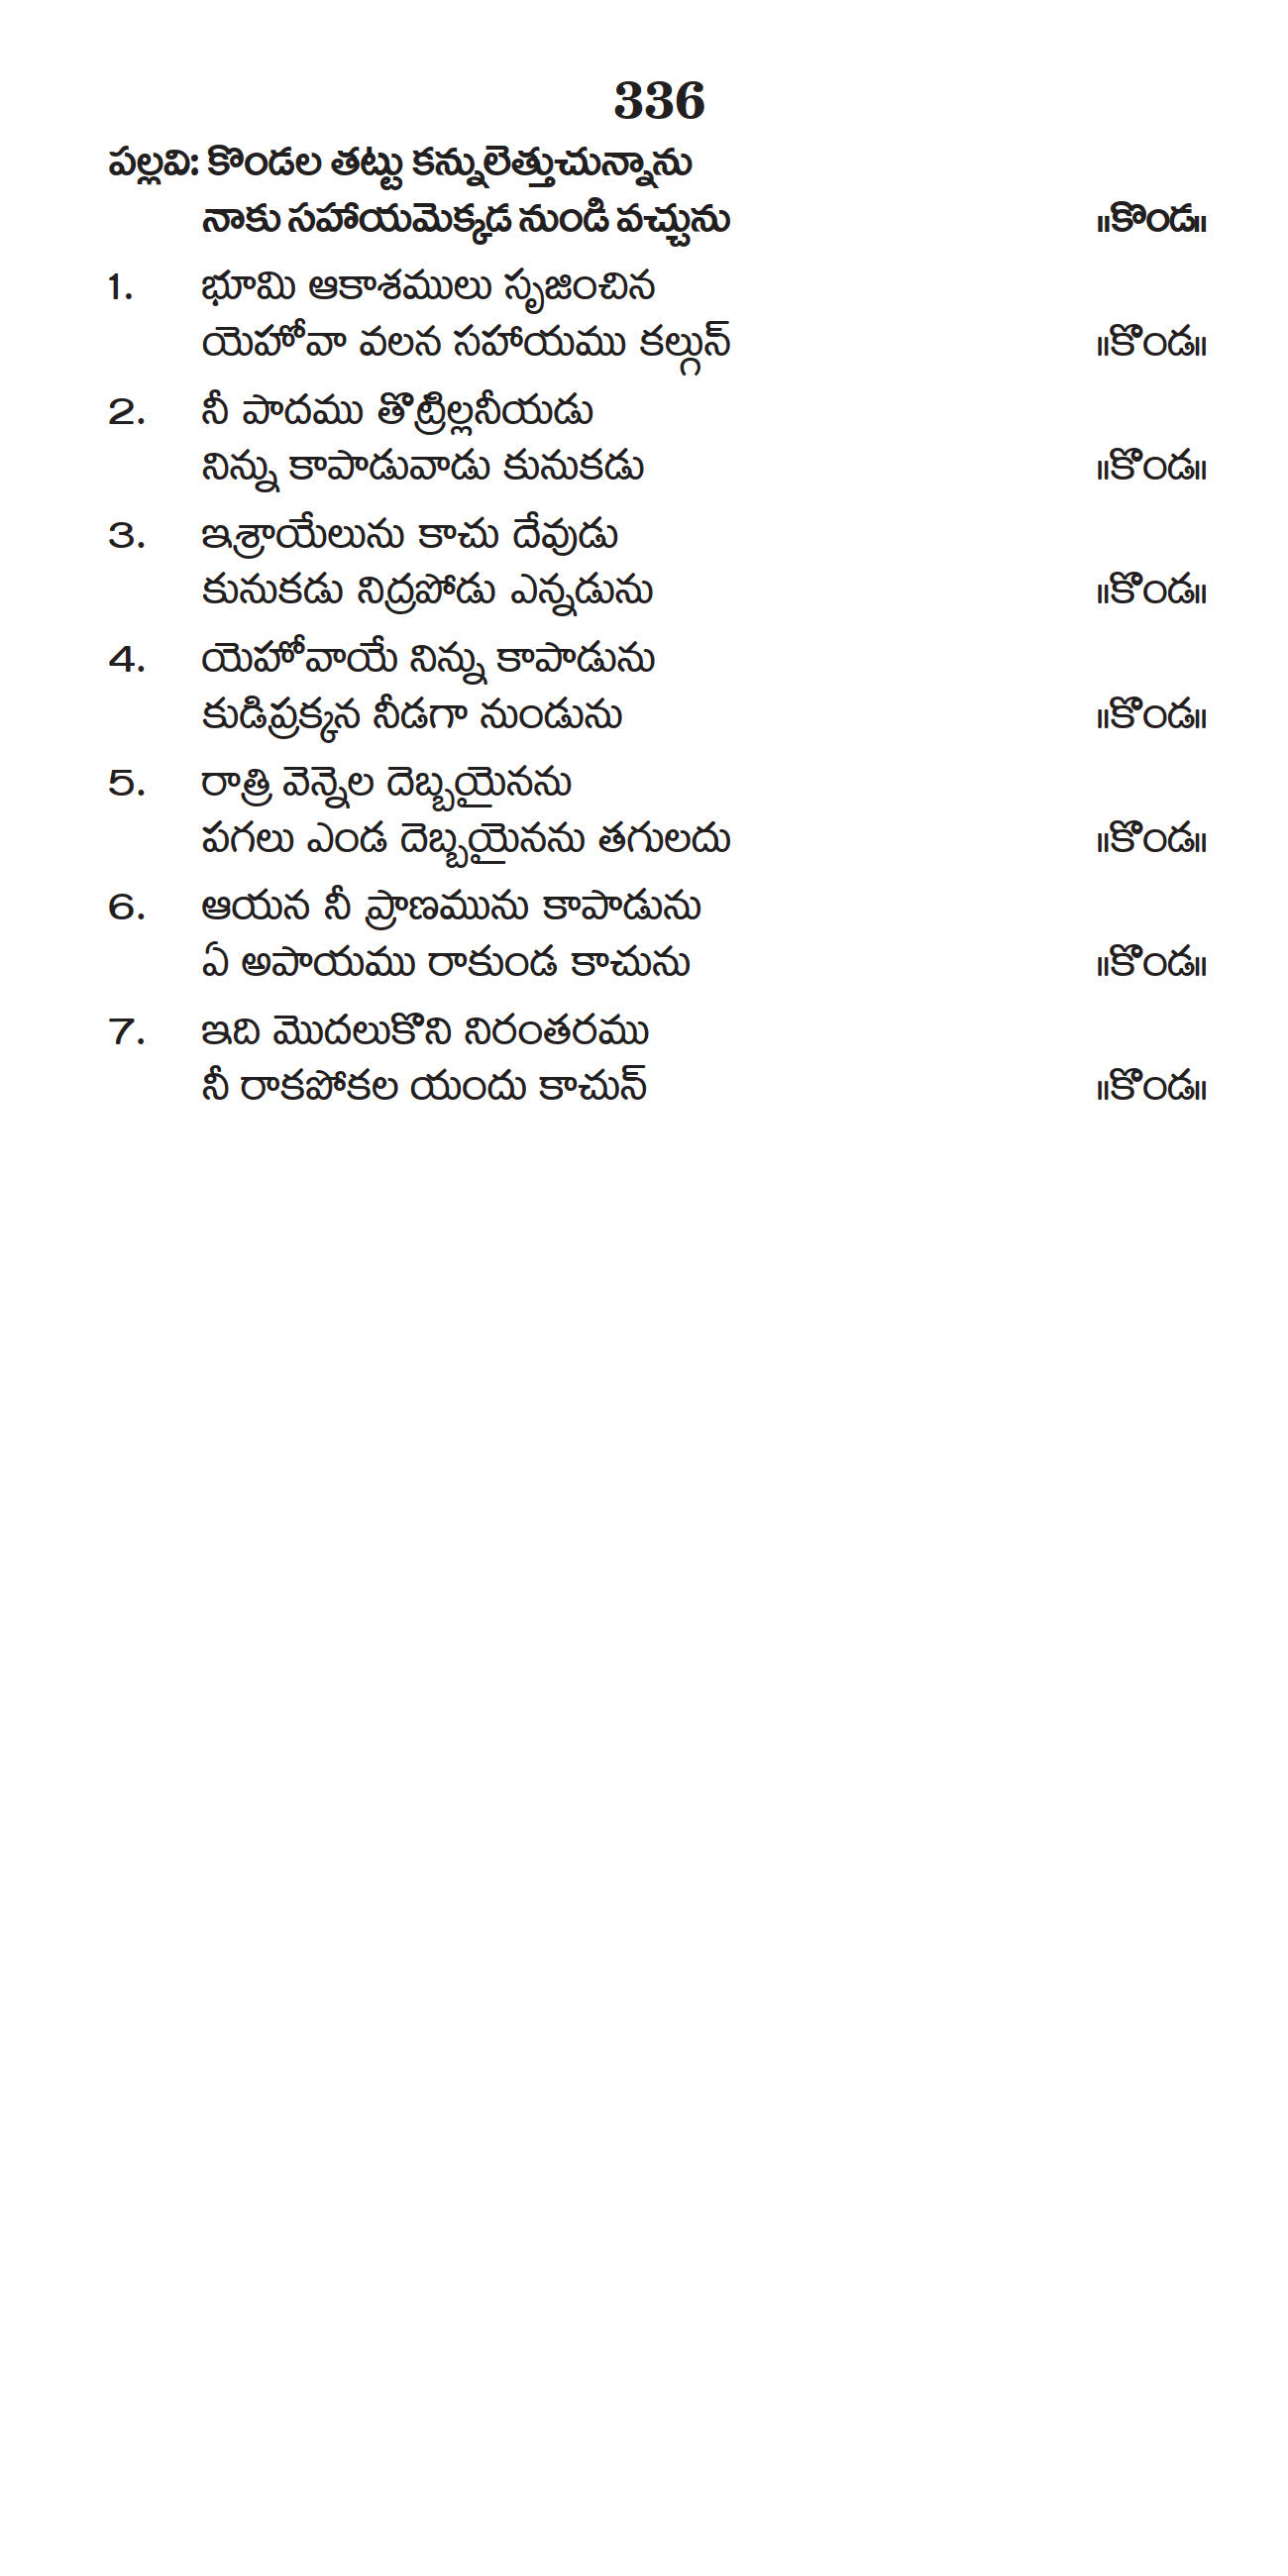 336
పల్లవి: కొండల తట్టు కన్నులెత్తుచున్నాను
నాకు సహాయమెక్కడ నుండి వచ్చును ॥కొండ॥
1. భూమి ఆకాశములు సృజించిన
యెహోవా వలన సహాయము కల్గున్ ॥కొండ॥
2. నీ పాదము తొట్రిల్లనీయడు
నిన్ను కాపాడువాడు కునుకడు ॥కొండ॥
3. ఇశ్రాయేలును కాచు దేవుడు
కునుకడు నిద్రపోడు ఎన్నడును ॥కొండ॥
4. యెహోవాయే నిన్ను కాపాడును
కుడిప్రక్కన నీడగా నుండును ॥కొండ॥
5. రాత్రి వెన్నెల దెబ్బయైనను
పగలు ఎండ దెబ్బయైనను తగులదు ॥కొండ॥
6. ఆయన నీ ప్రాణమును కాపాడును
ఏ అపాయము రాకుండ కాచును ॥కొండ॥
7. ఇది మొదలుకొని నిరంతరము
నీ రాకపోకల యందు కాచున్ ॥కొండ॥